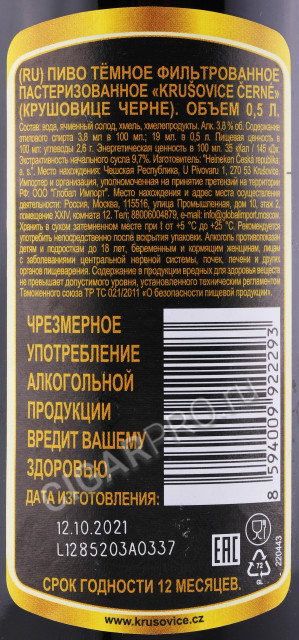 (RU) ПИВО ТЁМНОЕ ФИЛЬТРОВАННОЕ
ПАСТЕРИЗОВАННОЕ «KRUŠOVICE ČERNÉ»
(КРУШОВИЦЕ ЧЕРНЕ). ОБЪЕМ 0,5 Л.
Состав: вода, ячменный солод, хмель, хмелепродукты. Алк. 3,8% об. Содержание
этилового спирта 3,8 мл в 100 мл.; 19 мл. в 0,5 л. Пищевая ценность в
100 мл: углеводы 2,6 г. Энергетическая ценность в 100 мл: 35 кКал / 145 кДж.
Экстрактивность начального сусла 9,7%. Изготовитель: "Heineken Česká republika,
a. s.". Место нахождения: Чешская Республика, U Pivovaru 1, 270 53 Krušovice.
Импортер и организация, уполномоченная на принятие претензий на территории
РФ: ООО "Глобал Импорт". Место нахождения и адрес места осуществления
деятельности: Россия, Москва, 115516, улица Промышленная, дом 10, этаж 2,
помещение XXIV, комната 12. Тел: 88006004879, e-mail: info@globalimport.moscow.
Хранить в сухом затемненном месте при t от +5 °C до +25 °C. Рекомендуется
употребить непосредственно после вскрытия упаковки. Алкоголь противопоказан
детям и подросткам до 18 лет, беременным и кормящим женщинам, лицам
с заболеваниями центральной нервной системы, почек, печени и других
органов пищеварения. Содержание в продукции вредных для здоровья веществ
не превышает допустимого уровня, установленного техническим регламентом
Таможенного союза ТР ТС 021/2011 «О безопасности пищевой продукции».
ЧРЕЗМЕРНОЕ
УПОТРЕБЛЕНИЕ
АЛКОГОЛЬНОЙ
ПРОДУКЦИИ
ВРЕДИТ ВАШЕМУ
ЗДОРОВЬЮ.
ДАТА ИЗГОТОВЛЕНИЯ:
12.10.2021
L1285203A0337
8 594009 922293
EAC
72
GL
220443
СРОК ГОДНОСТИ 12 МЕСЯЦЕВ.
www.krusovice.cz
CIGARPRO.RU